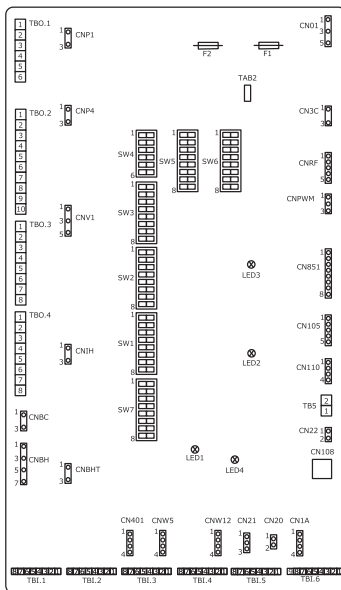 TBO.1
1
2
3
4
5
6
CNP1
1
3
F2
F1
CN01
1
3
5
TAB2
TBO.2
1
2
3
4
5
6
7
8
9
10
CNP4
1
3
SW4
1
6
SW5
1
8
SW6
1
8
CN3C
1
3
CNRF
1
5
CNPWM
1
3
SW3
1
8
CNV1
1
3
5
TBO.3
1
2
3
4
5
6
7
8
SW2
1
8
LED3
CN851
1
8
TBO.4
1
2
3
4
5
6
7
8
CNIH
1
3
SW1
1
8
LED2
CN105
1
5
CN110
1
4
SW7
1
8
TB5
2
1
CNBC
1
3
CN22
1
2
CNBH
1
3
5
7
CNBHT
1
3
LED1
LED4
CN108
CN401
1
4
CNW5
1
4
CNW12
1
4
CN21
1
3
CN20
1
2
CN1A
1
4
TBI.1
TBI.2
TBI.3
TBI.4
TBI.5
TBI.6